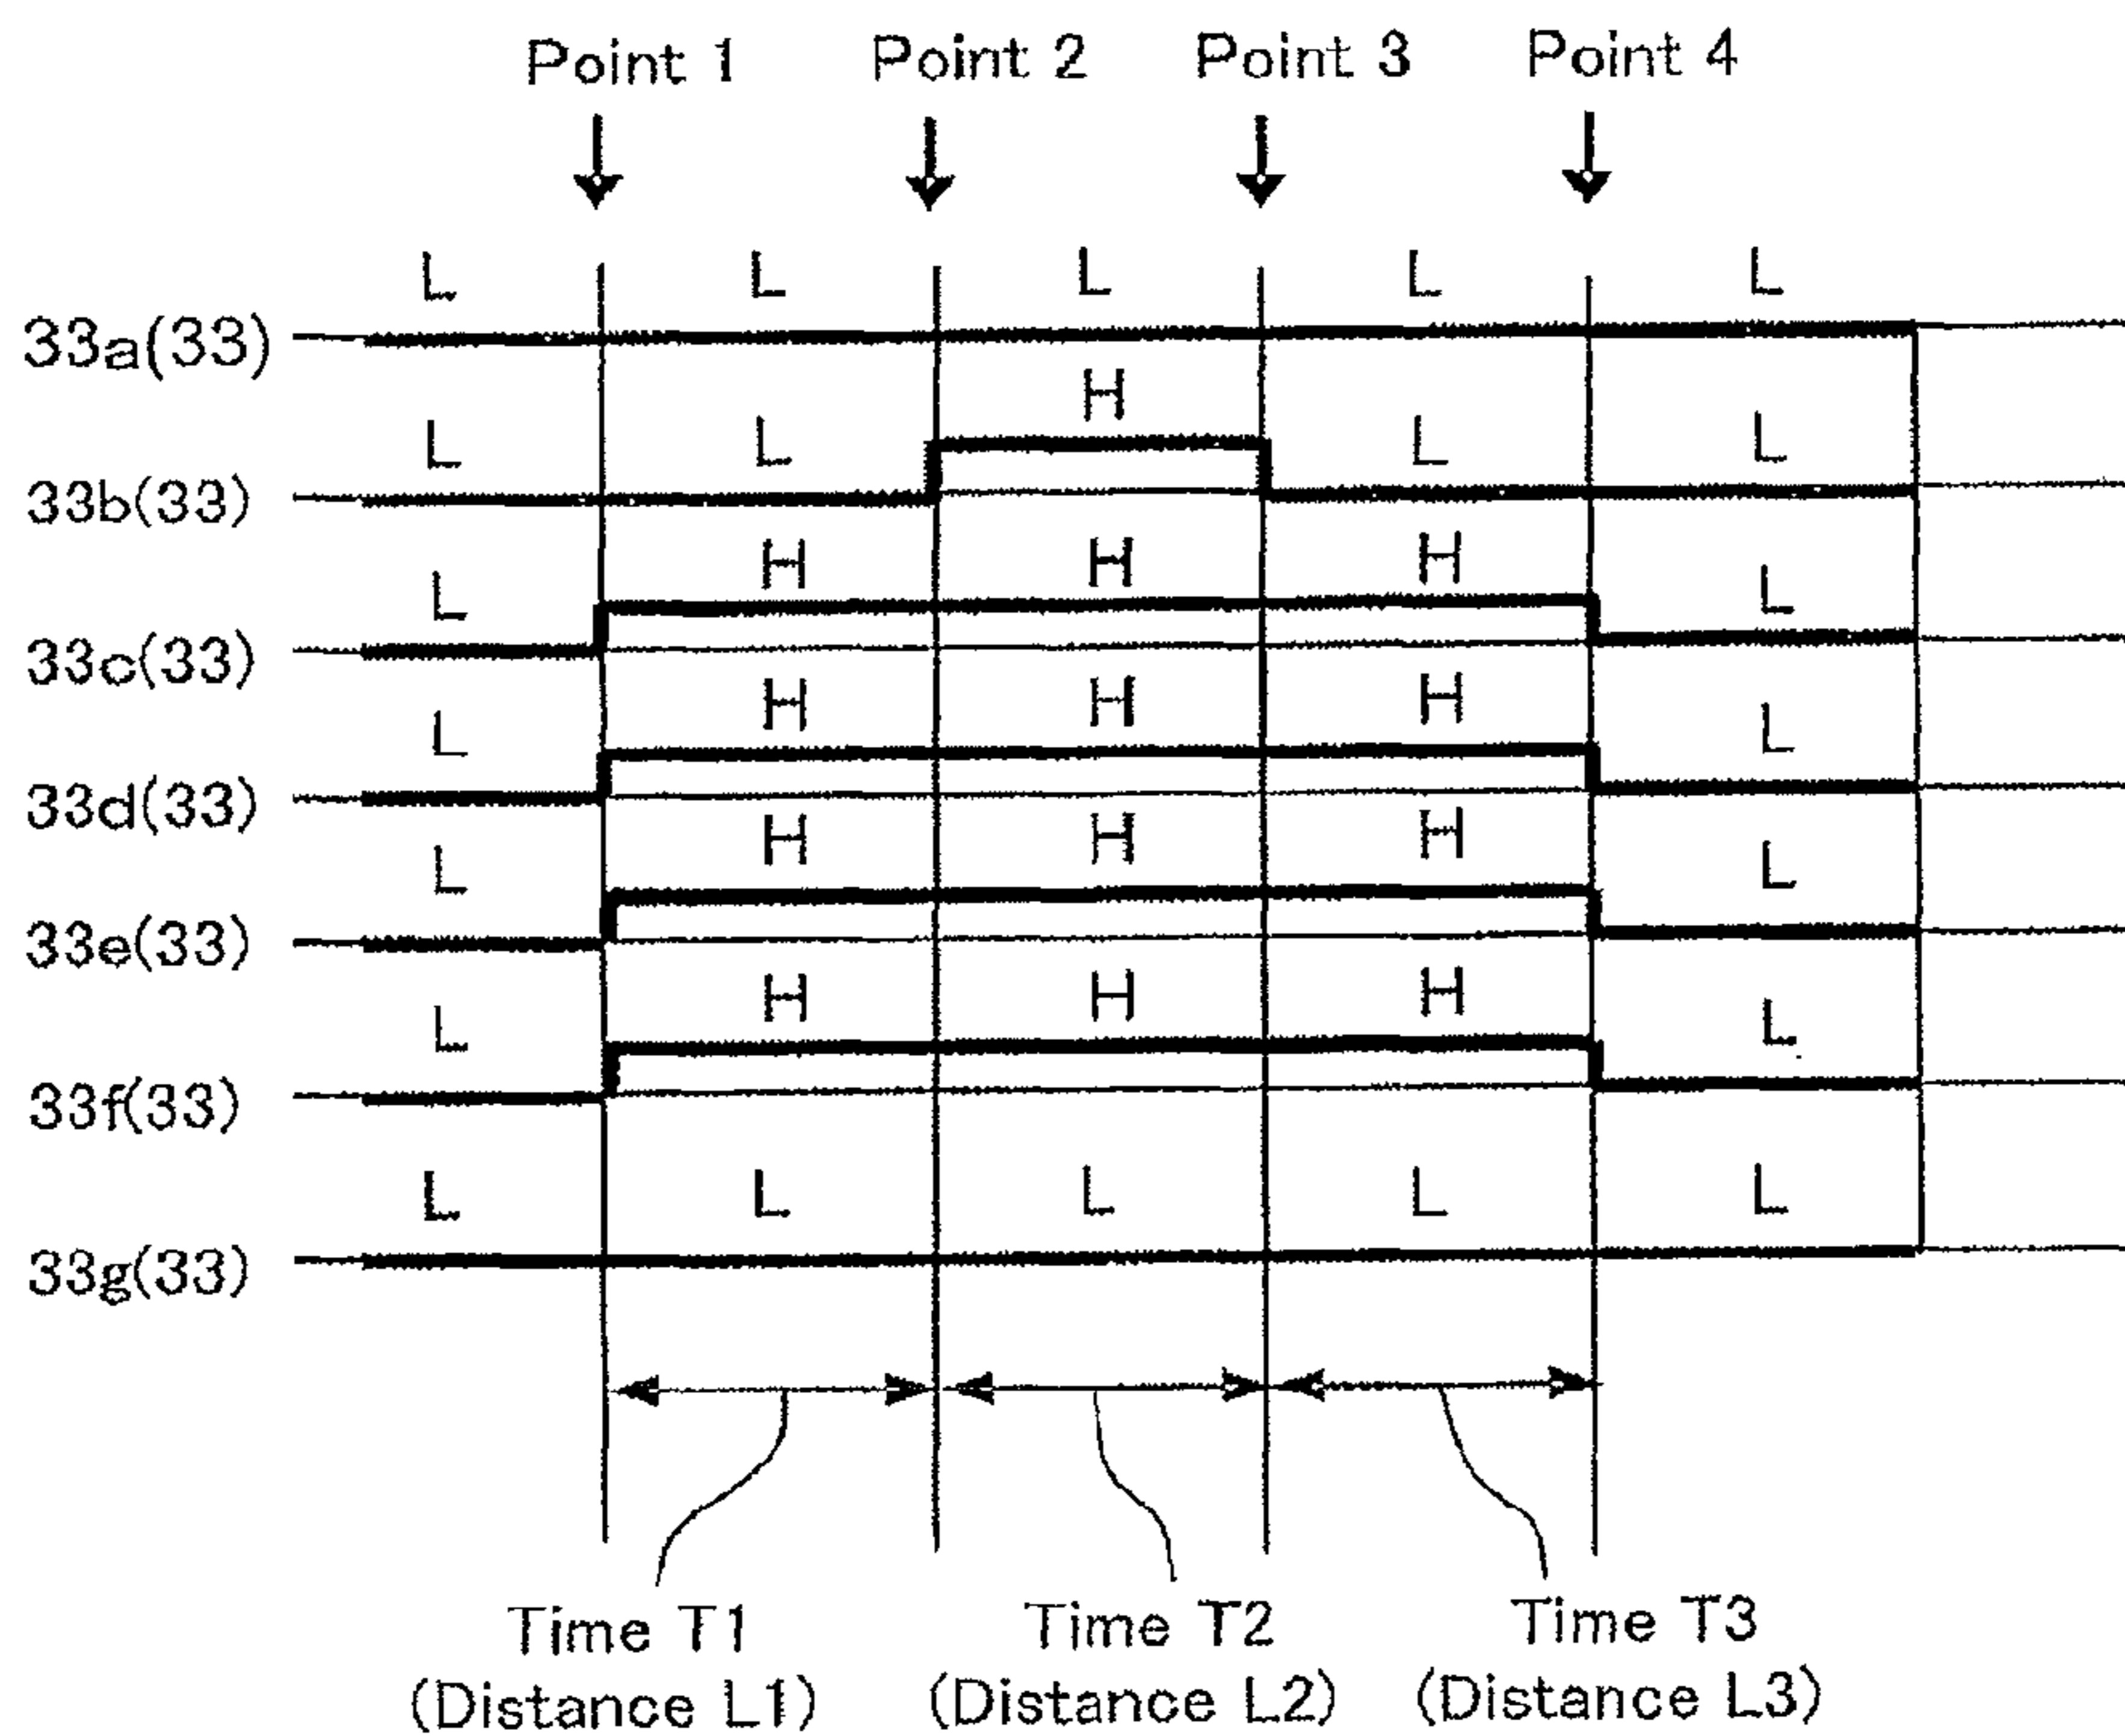 Point 1 Point 2 Point 3 Point 4
L L L L L
33a(33)
H
L L L L
33b(33)
H H H
L L
33c(33)
H H H
L L
33d(33)
H H H
L L
33e(33)
H H H
L L
33f(33)
L L L L L
33g(33)
Time T1 Time T2 Time T3
(Distance L1) (Distance L2) (Distance L3)